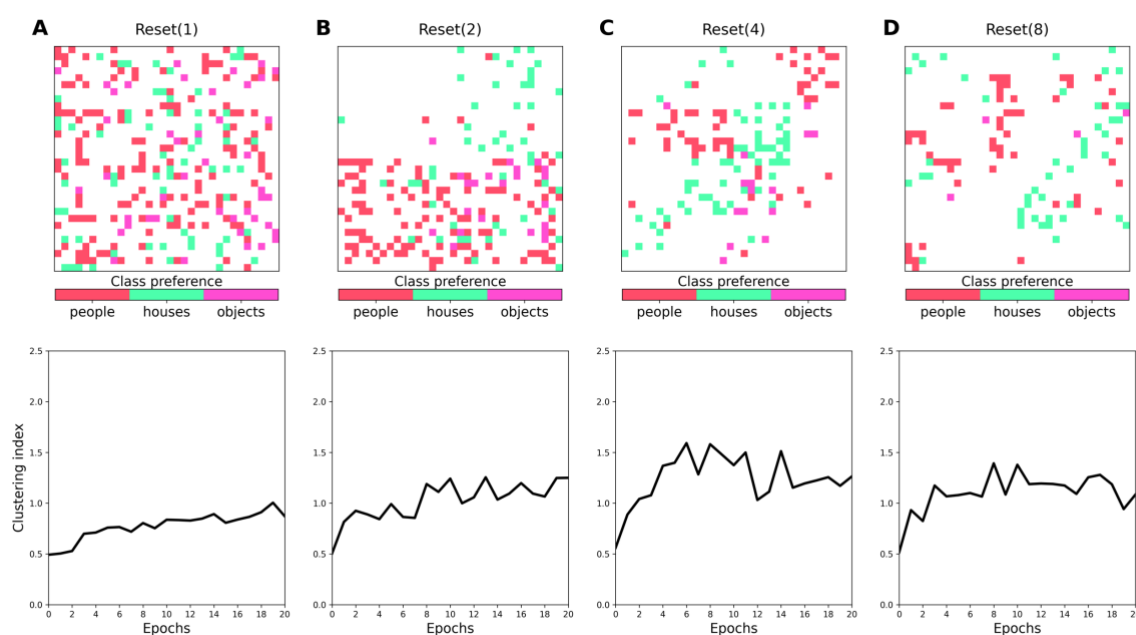 A Reset(1) B Reset(2) C Reset(4) D Reset(8)
Class preference Class preference Class preference Class preference
people houses objects people houses objects people houses objects people houses objects
2.5 2.5 2.5 2.5
2.0 2.0 2.0 2.0
1.5 1.5 1.5 1.5
Clustering index
1.0 1.0 1.0 1.0
0.5 0.5 0.5 0.5
0.0 0.0 0.0 0.0
0 2 4 6 8 10 12 14 16 18 20 0 2 4 6 8 10 12 14 16 18 20 0 2 4 6 8 10 12 14 16 18 20 0 2 4 6 8 10 12 14 16 18 20
Epochs Epochs Epochs Epochs